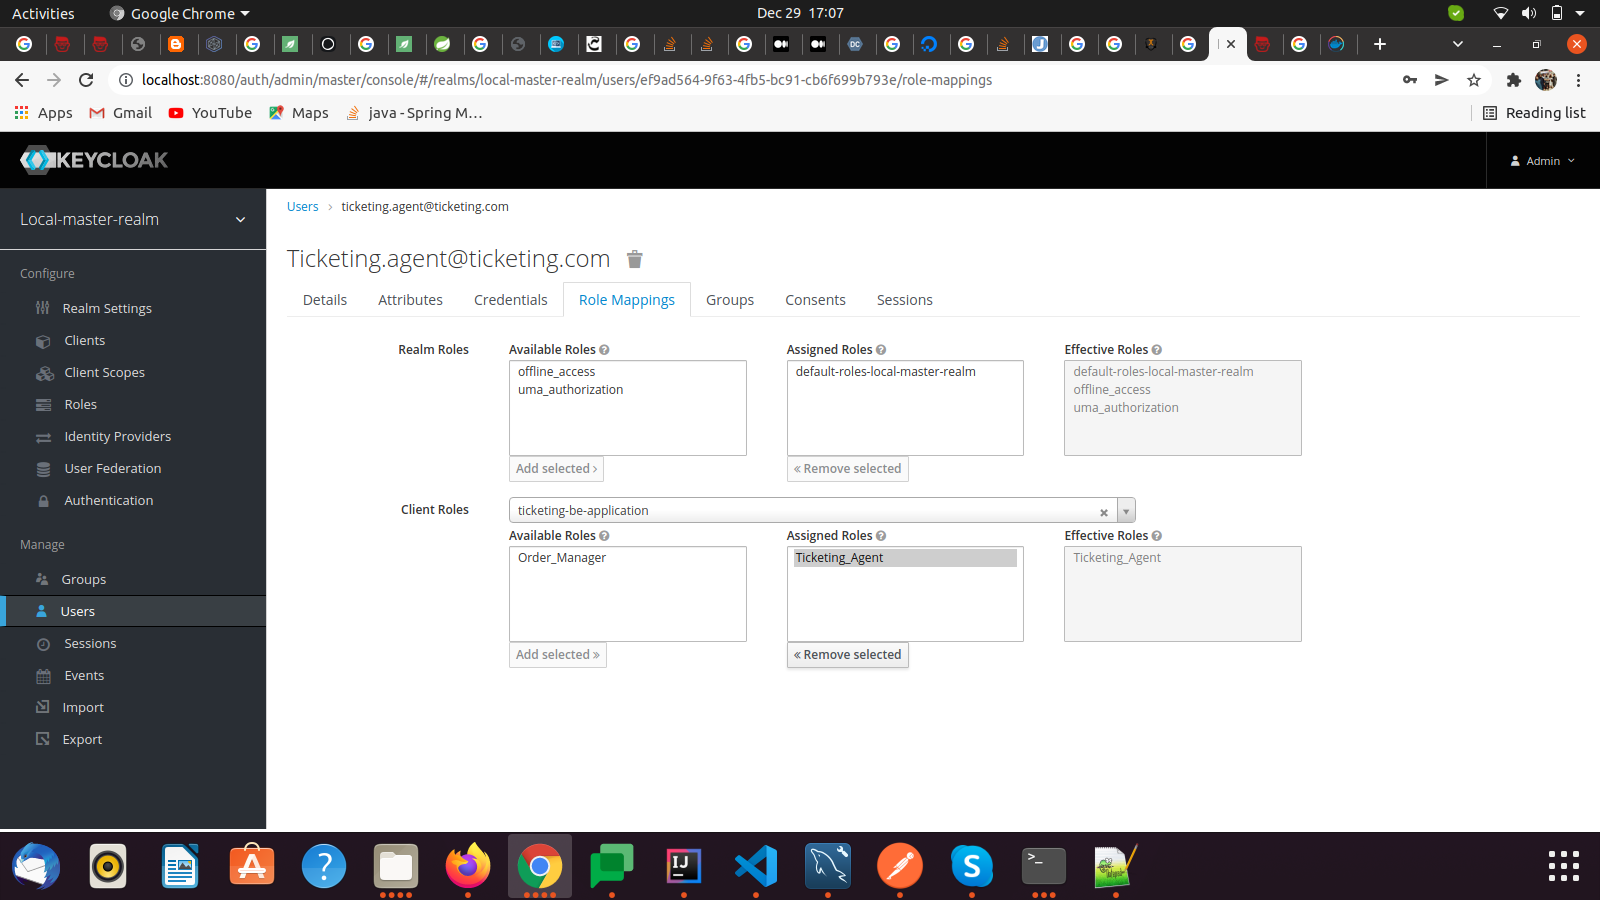 Activities
Google Chrome
Dec 29 17:07
localhost:8080/auth/admin/master/console/#/realms/local-master-realm/users/ef9ad564-9f63-4fb5-bc91-cb6f699b793e/role-mappings
Apps
Gmail
YouTube
Maps
java - Spring M...
Reading list
KEYCLOAK
Admin
Local-master-realm
Configure
Realm Settings
Clients
Client Scopes
Roles
Identity Providers
User Federation
Authentication
Manage
Groups
Users
Sessions
Events
Import
Export
Users > ticketing.agent@ticketing.com
Ticketing.agent@ticketing.com
Details
Attributes
Credentials
Role Mappings
Groups
Consents
Sessions
Realm Roles
Available Roles
offline_access
uma_authorization
Add selected >
Assigned Roles
default-roles-local-master-realm
« Remove selected
Effective Roles
default-roles-local-master-realm
offline_access
uma_authorization
Client Roles
ticketing-be-application
Available Roles
Order_Manager
Add selected »
Assigned Roles
Ticketing_Agent
« Remove selected
Effective Roles
Ticketing_Agent